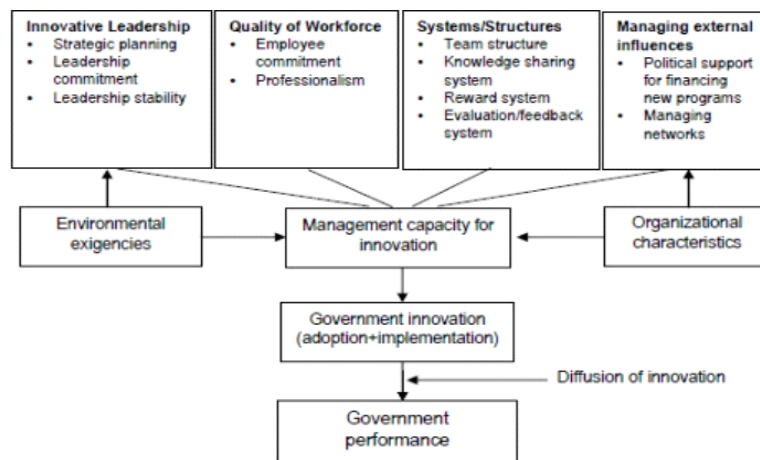 Innovative Leadership
• Strategic planning
• Leadership
commitment
• Leadership stability
Quality of Workforce
• Employee
commitment
• Professionalism
Systems/Structures
• Team structure
• Knowledge sharing
system
• Reward system
• Evaluation/feedback
system
Managing external
influences
• Political support
for financing
new programs
• Managing
networks
Environmental
exigencies
Management capacity for
innovation
Organizational
characteristics
Government innovation
(adoption+implementation)
Diffusion of innovation
Government
performance